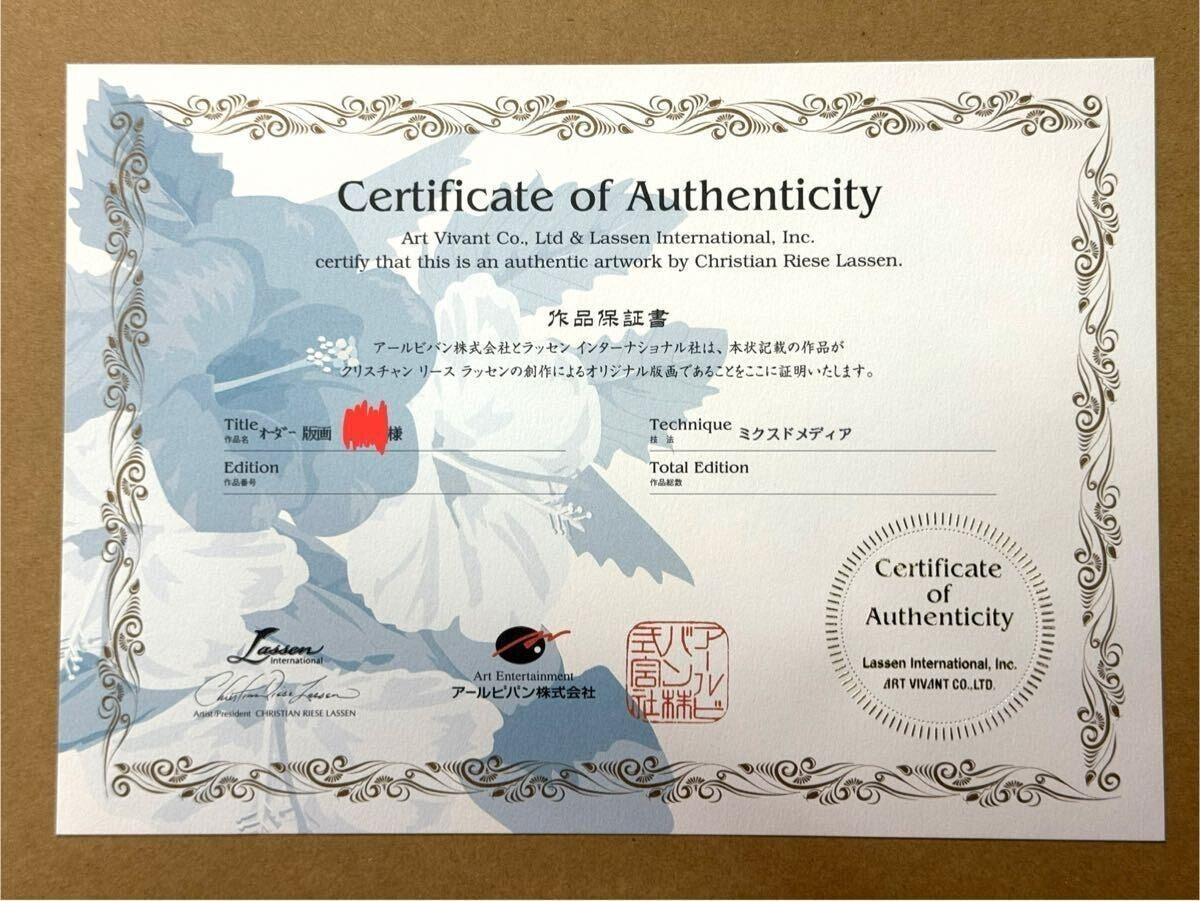 Certificate of Authenticity
Art Vivant Co., Ltd & Lassen International, Inc.
certify that this is an authentic artwork by Christian Riese Lassen.
作品保証書
アールビバン株式会社とラッセン インターナショナル社は、本状記載の作品が
クリスチャン リース ラッセンの創作によるオリジナル版画であることをここに証明いたします。
Title オーダー 版画 様
作品名
Technique ミクスドメディア
技 法
Edition
作品番号
Total Edition
作品総数
Lassen
International
Christian Riese Lassen
Artist/President CHRISTIAN RIESE LASSEN
Art Entertainment
アールビバン株式会社
アールビ
バン株
式会社
Certificate
of
Authenticity
Lassen International, Inc.
ART VIVANT CO.,LTD.